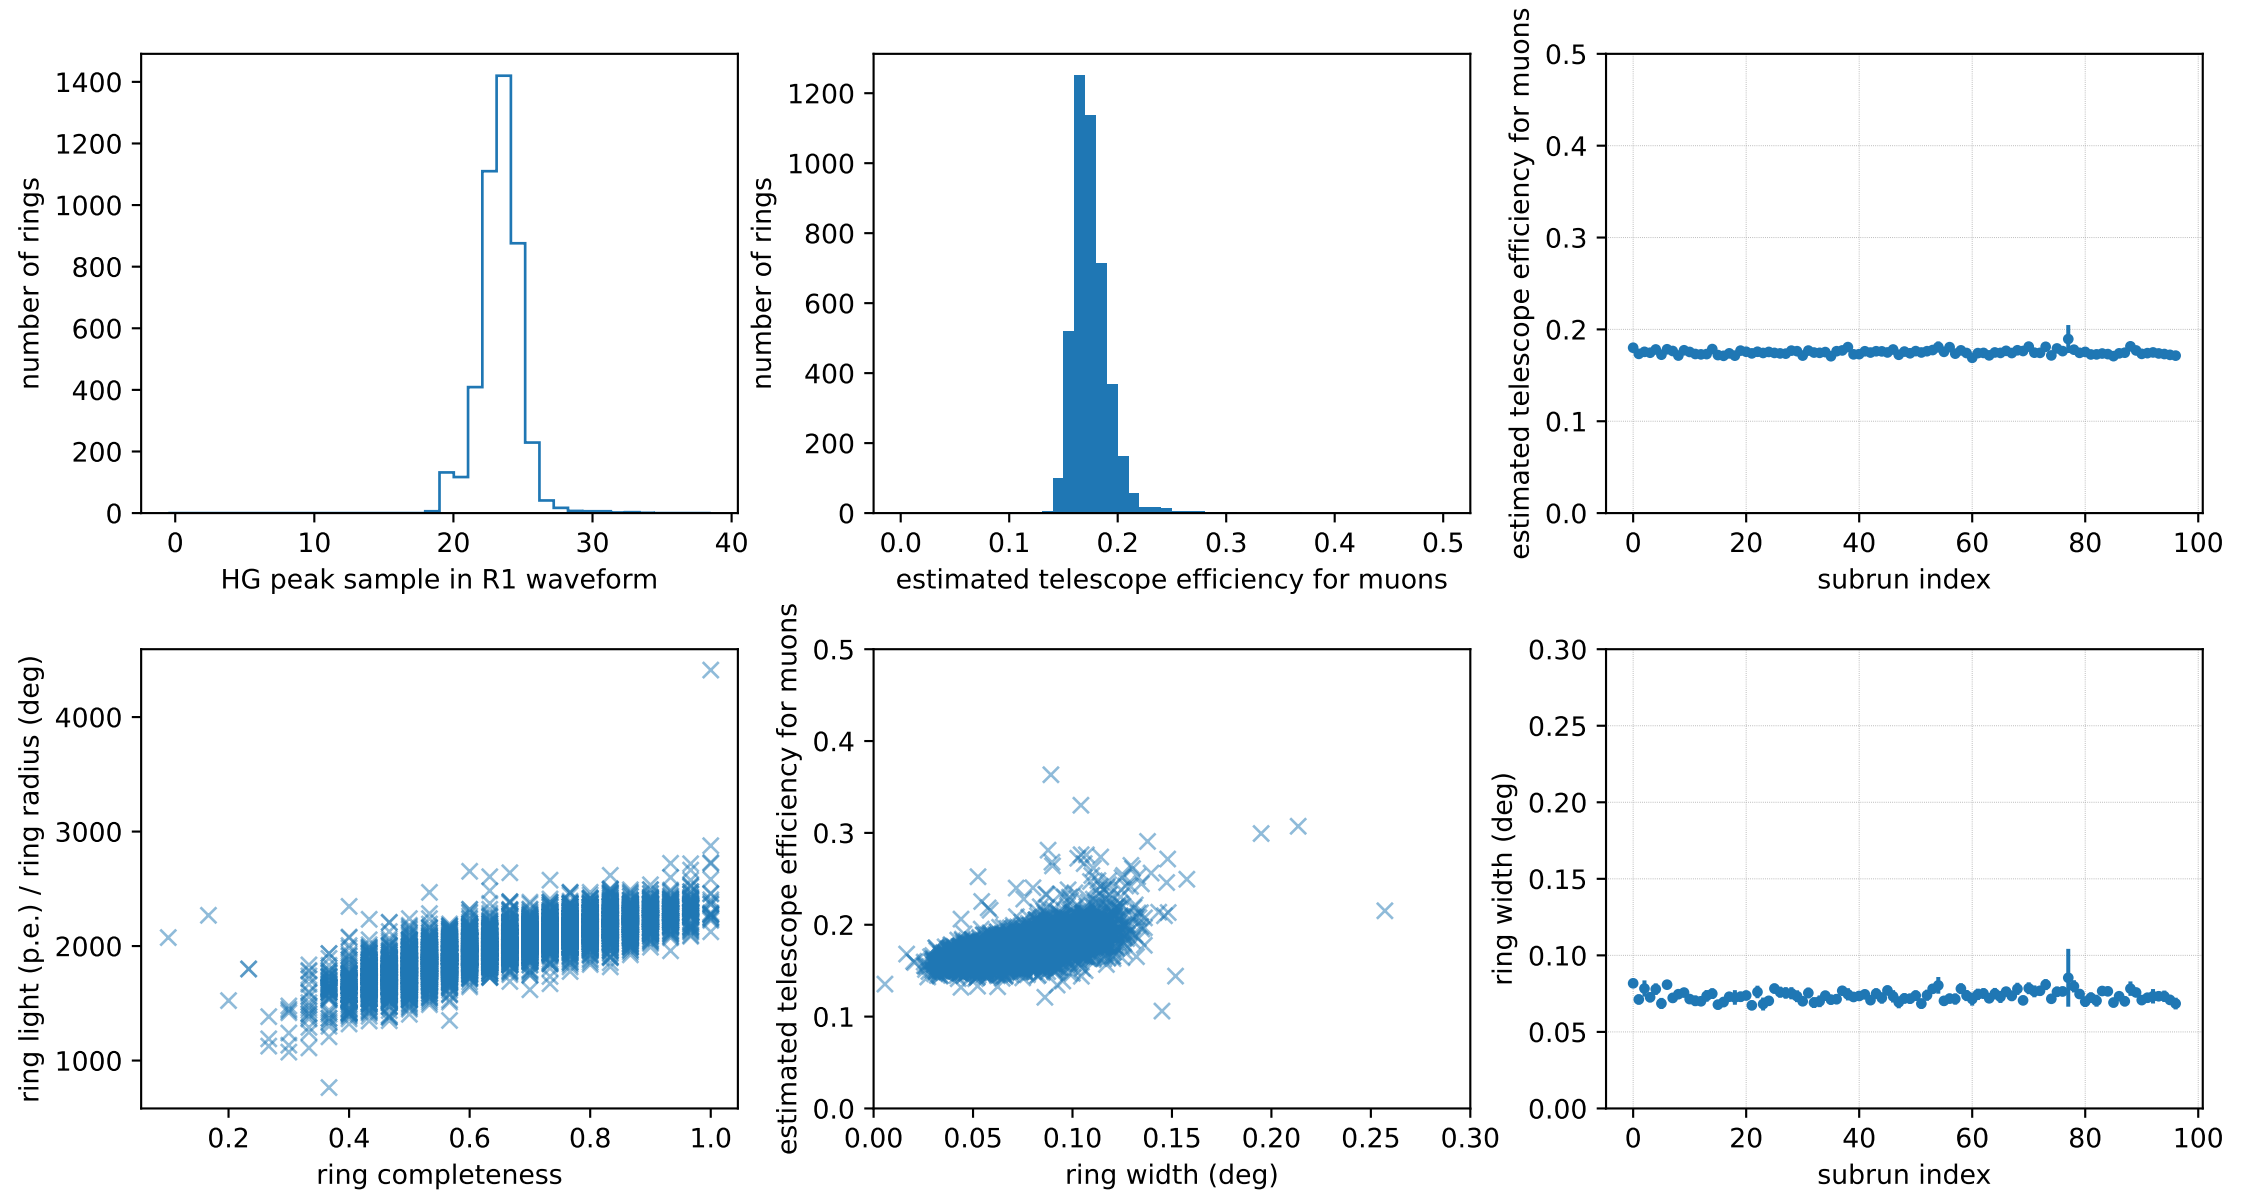 number of rings
1400
1200
1000
800
600
400
200
0
0 10 20 30 40
HG peak sample in R1 waveform
number of rings
1200
1000
800
600
400
200
0
0.0 0.1 0.2 0.3 0.4 0.5
estimated telescope efficiency for muons
estimated telescope efficiency for muons
0.5
0.4
0.3
0.2
0.1
0.0
0 20 40 60 80 100
subrun index
ring light (p.e.) / ring radius (deg)
4000
3000
2000
1000
0.2 0.4 0.6 0.8 1.0
ring completeness
estimated telescope efficiency for muons
0.5
0.4
0.3
0.2
0.1
0.0
0.00 0.05 0.10 0.15 0.20 0.25 0.30
ring width (deg)
ring width (deg)
0.30
0.25
0.20
0.15
0.10
0.05
0.00
0 20 40 60 80 100
subrun index